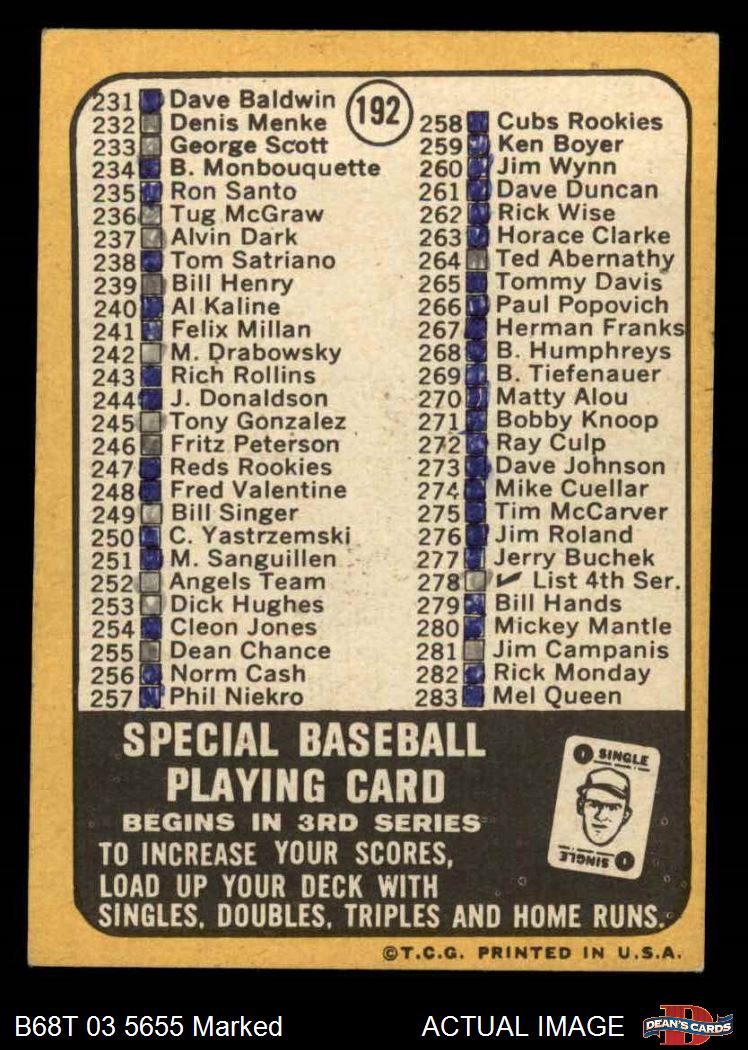 192
231 Dave Baldwin
232 Denis Menke
233 George Scott
234 B. Monbouquette
235 Ron Santo
236 Tug McGraw
237 Alvin Dark
238 Tom Satriano
239 Bill Henry
240 Al Kaline
241 Felix Millan
242 M. Drabowsky
243 Rich Rollins
244 J. Donaldson
245 Tony Gonzalez
246 Fritz Peterson
247 Reds Rookies
248 Fred Valentine
249 Bill Singer
250 C. Yastrzemski
251 M. Sanguillen
252 Angels Team
253 Dick Hughes
254 Cleon Jones
255 Dean Chance
256 Norm Cash
257 Phil Niekro
258 Cubs Rookies
259 Ken Boyer
260 Jim Wynn
261 Dave Duncan
262 Rick Wise
263 Horace Clarke
264 Ted Abernathy
265 Tommy Davis
266 Paul Popovich
267 Herman Franks
268 B. Humphreys
269 B. Tiefenauer
270 Matty Alou
271 Bobby Knoop
272 Ray Culp
273 Dave Johnson
274 Mike Cuellar
275 Tim McCarver
276 Jim Roland
277 Jerry Buchek
278 ✔ List 4th Ser.
279 Bill Hands
280 Mickey Mantle
281 Jim Campanis
282 Rick Monday
283 Mel Queen
SPECIAL BASEBALL
PLAYING CARD
BEGINS IN 3RD SERIES
TO INCREASE YOUR SCORES,
LOAD UP YOUR DECK WITH
SINGLES, DOUBLES, TRIPLES AND HOME RUNS.
SINGLE
SINGLE
©T.C.G. PRINTED IN U.S.A.
B68T 03 5655 Marked
ACTUAL IMAGE
DEAN'S CARDS